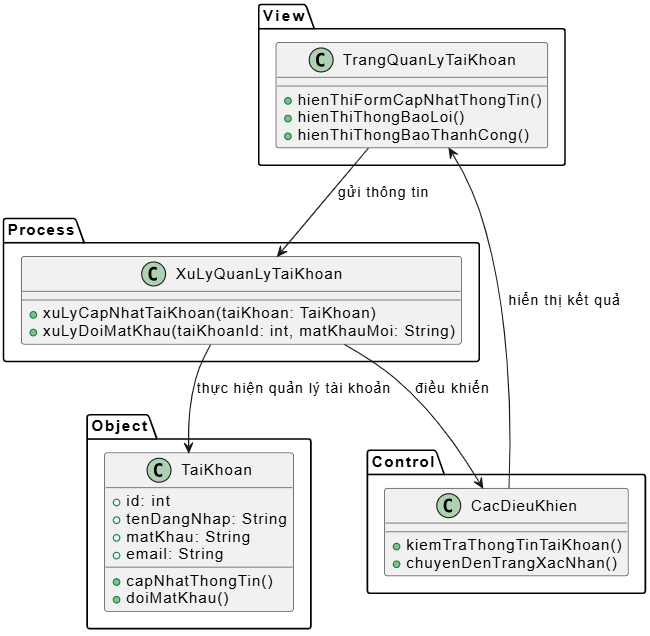 View
C TrangQuanLyTaiKhoan
hienThiFormCapNhatThongTin()
hienThiThongBaoLoi()
hienThiThongBaoThanhCong()
gửi thông tin
Process
C XuLyQuanLyTaiKhoan
xuLyCapNhatTaiKhoan(taiKhoan: TaiKhoan)
xuLyDoiMatKhau(taiKhoanId: int, matKhauMoi: String)
hiển thị kết quả
thực hiện quản lý tài khoản
điều khiển
Object
C TaiKhoan
id: int
tenDangNhap: String
matKhau: String
email: String
capNhatThongTin()
doiMatKhau()
Control
C CacDieuKhien
kiemTraThongTinTaiKhoan()
chuyenDenTrangXacNhan()